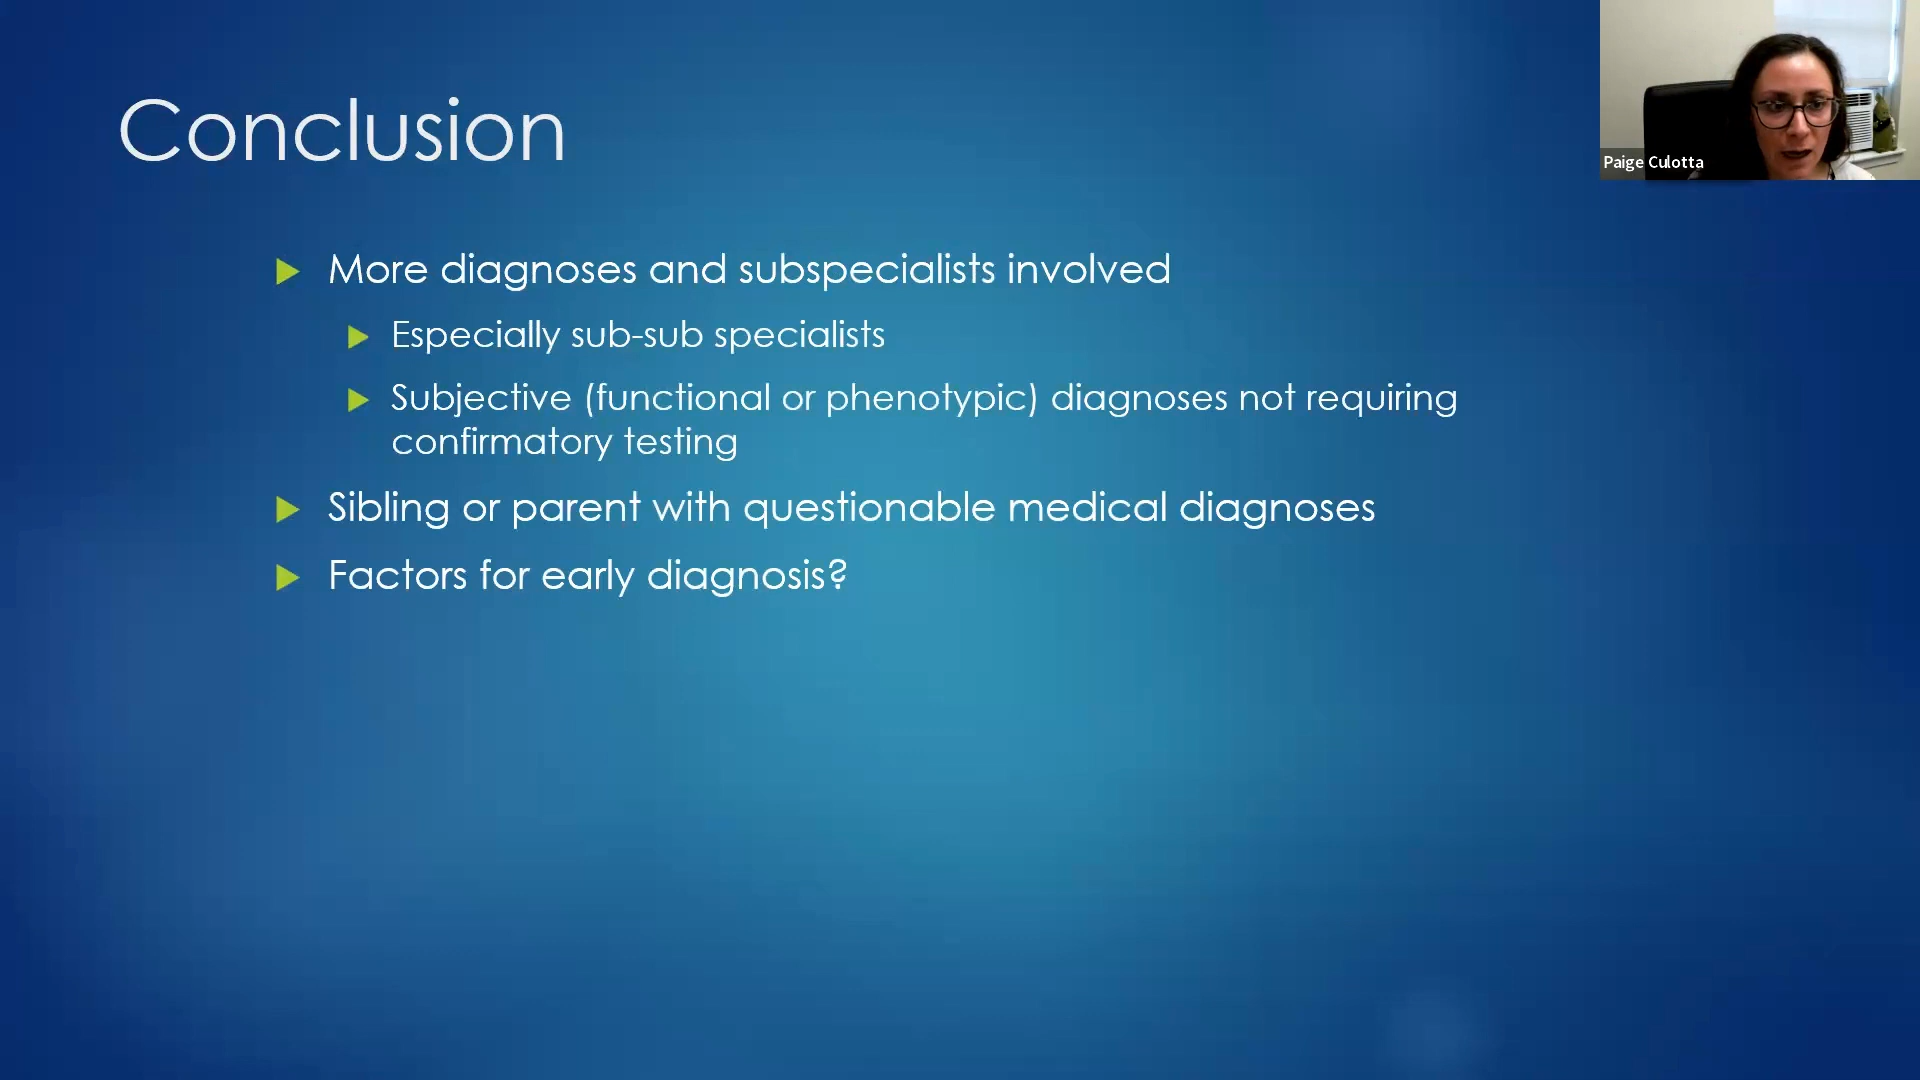 Conclusion
Paige Culotta
More diagnoses and subspecialists involved
Especially sub-sub specialists
Subjective (functional or phenotypic) diagnoses not requiring
confirmatory testing
Sibling or parent with questionable medical diagnoses
Factors for early diagnosis?